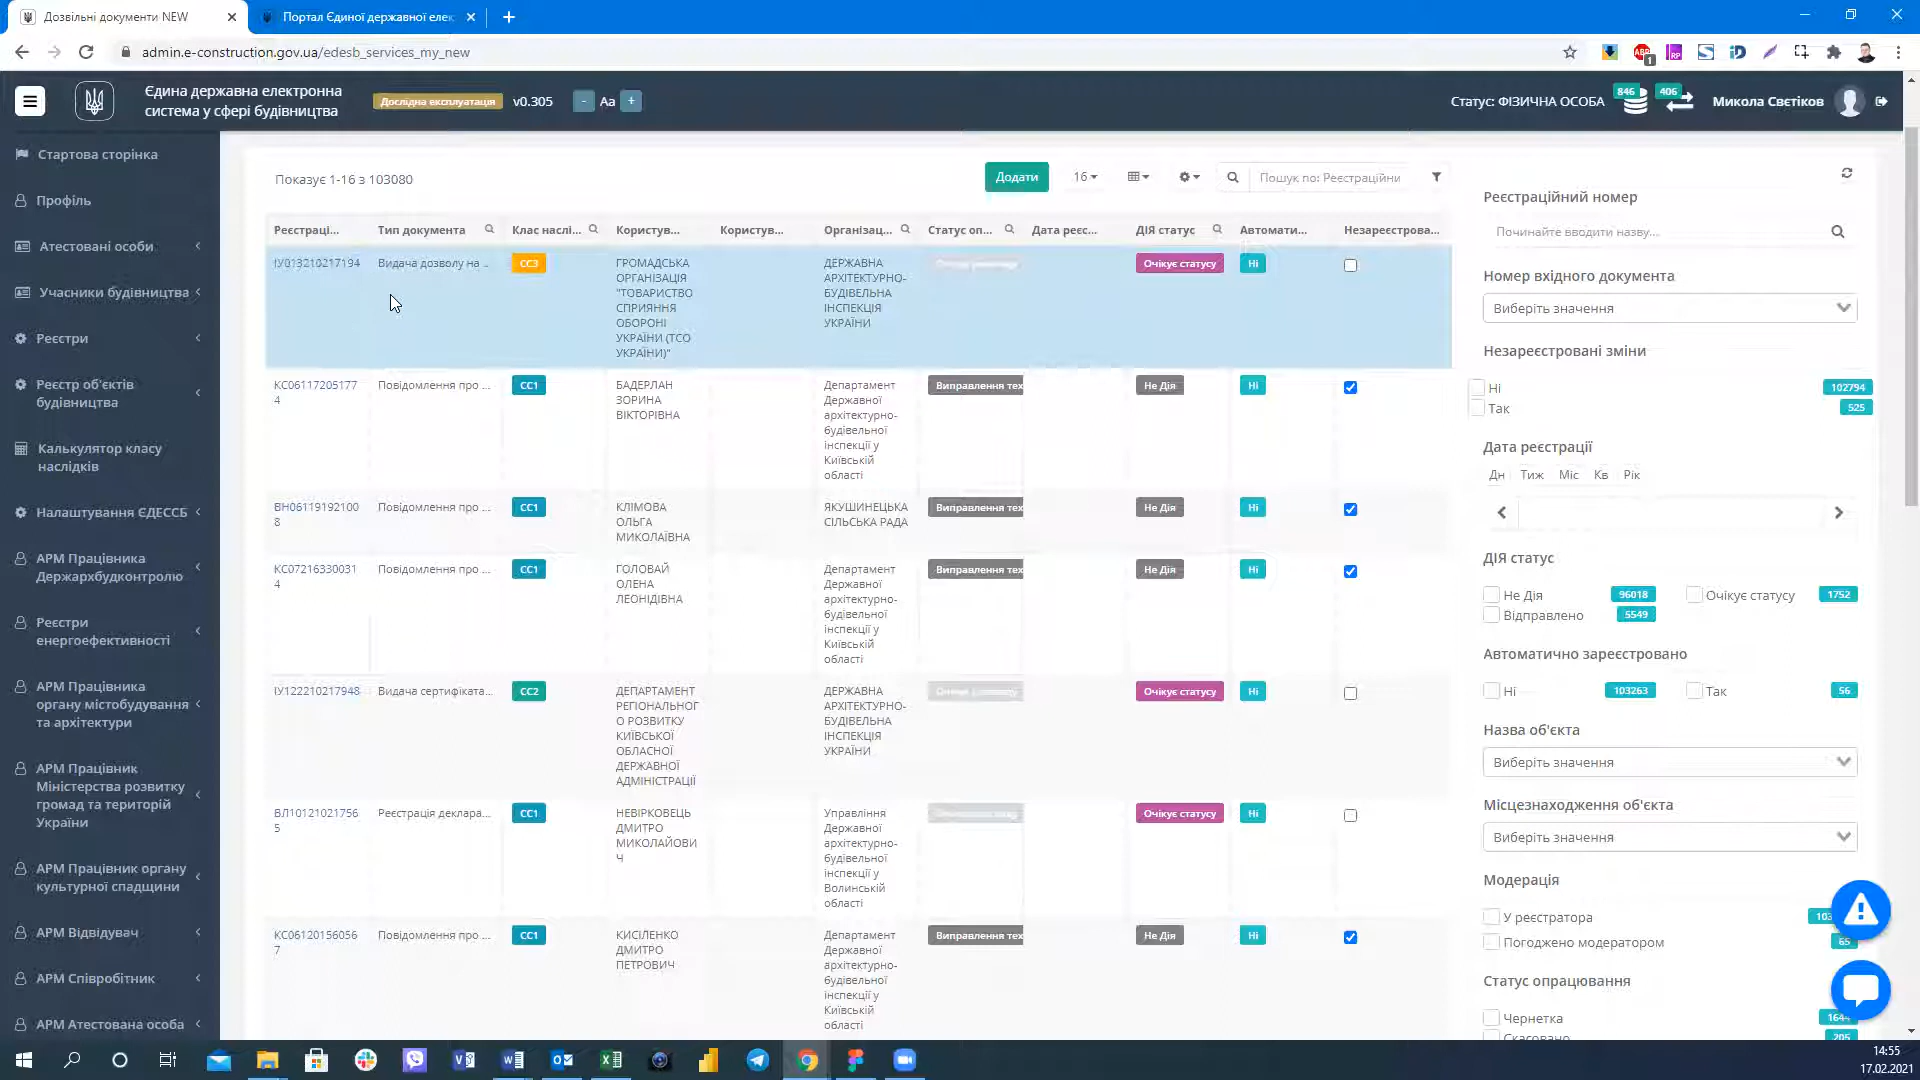 Дозвільні документи NEW
Портал Єдиної державної елек
admin.e-construction.gov.ua/edesb_services_my_new
Єдина державна електронна
система у сфері будівництва
Дослідна експлуатація
v0.305
- Aa +
Статус: ФІЗИЧНА ОСОБА
846
406
Микола Свєтіков
Стартова сторінка
Профіль
Атестовані особи
Учасники будівництва
Реєстри
Реєстр об'єктів
будівництва
Калькулятор класу
наслідків
Налаштування ЄДЕССБ
АРМ Працівника
Держархбудконтролю
Реєстри
енергоефективності
АРМ Працівника
органу містобудування
та архітектури
АРМ Працівник
Міністерства розвитку
громад та територій
України
АРМ Працівник органу
культурної спадщини
АРМ Відвідувач
АРМ Співробітник
АРМ Атестована особа
Показує 1-16 з 103080
Додати
16
Пошук по: Реєстраційни
Реєстраці... Тип документа Клас наслі... Користув... Користув... Організац... Статус оп... Дата реєс... ДІЯ статус Автомати... Незареєстрова...
ІУ013210217194 Видача дозволу на ... СС3
ГРОМАДСЬКА
ОРГАНІЗАЦІЯ
"ТОВАРИСТВО
СПРИЯННЯ
ОБОРОНІ
УКРАЇНИ (ТСО
УКРАЇНИ)"
ДЕРЖАВНА
АРХІТЕКТУРНО-
БУДІВЕЛЬНА
ІНСПЕКЦІЯ
УКРАЇНИ
Очікує статусу Ні
КС06117205177
4
Повідомлення про ... СС1
БАДЕРЛАН
ЗОРИНА
ВІКТОРІВНА
Департамент
Державної
архітектурно-
будівельної
інспекції у
Київській
області
Виправлення тех Не Дія Ні
ВН06119192100
8
Повідомлення про ... СС1
КЛІМОВА
ОЛЬГА
МИКОЛАЇВНА
ЯКУШИНЕЦЬКА
СІЛЬСЬКА РАДА
Виправлення тех Не Дія Ні
КС07216330031
4
Повідомлення про ... СС1
ГОЛОВАЙ
ОЛЕНА
ЛЕОНІДІВНА
Департамент
Державної
архітектурно-
будівельної
інспекції у
Київській
області
Виправлення тех Не Дія Ні
ІУ122210217948 Видача сертифіката... СС2
ДЕПАРТАМЕНТ
РЕГІОНАЛЬНОГ
О РОЗВИТКУ
КИЇВСЬКОЇ
ОБЛАСНОЇ
ДЕРЖАВНОЇ
АДМІНІСТРАЦІЇ
ДЕРЖАВНА
АРХІТЕКТУРНО-
БУДІВЕЛЬНА
ІНСПЕКЦІЯ
УКРАЇНИ
Очікує статусу Ні
ВЛ10121021756
5
Реєстрація деклара... СС1
НЕВІРКОВЕЦЬ
ДМИТРО
МИКОЛАЙОВИ
Ч
Управління
Державної
архітектурно-
будівельної
інспекції у
Волинській
області
Очікує статусу Ні
КС06120156056
7
Повідомлення про ... СС1
КИСІЛЕНКО
ДМИТРО
ПЕТРОВИЧ
Департамент
Державної
архітектурно-
будівельної
інспекції у
Київській
області
Виправлення тех Не Дія Ні
Реєстраційний номер
Починайте вводити назву...
Номер вхідного документа
Виберіть значення
Незареєстровані зміни
Ні 102794
Так 525
Дата реєстрації
Дн Тиж Міс Кв Рік
ДІЯ статус
Не Дія 96018 Очікує статусу 1752
Відправлено 5549
Автоматично зареєстровано
Ні 103263 Так 56
Назва об'єкта
Виберіть значення
Місцезнаходження об'єкта
Виберіть значення
Модерація
У реєстратора
Погоджено модератором 65
Статус опрацювання
Чернетка
Скасовано 205
14:55
17.02.2021